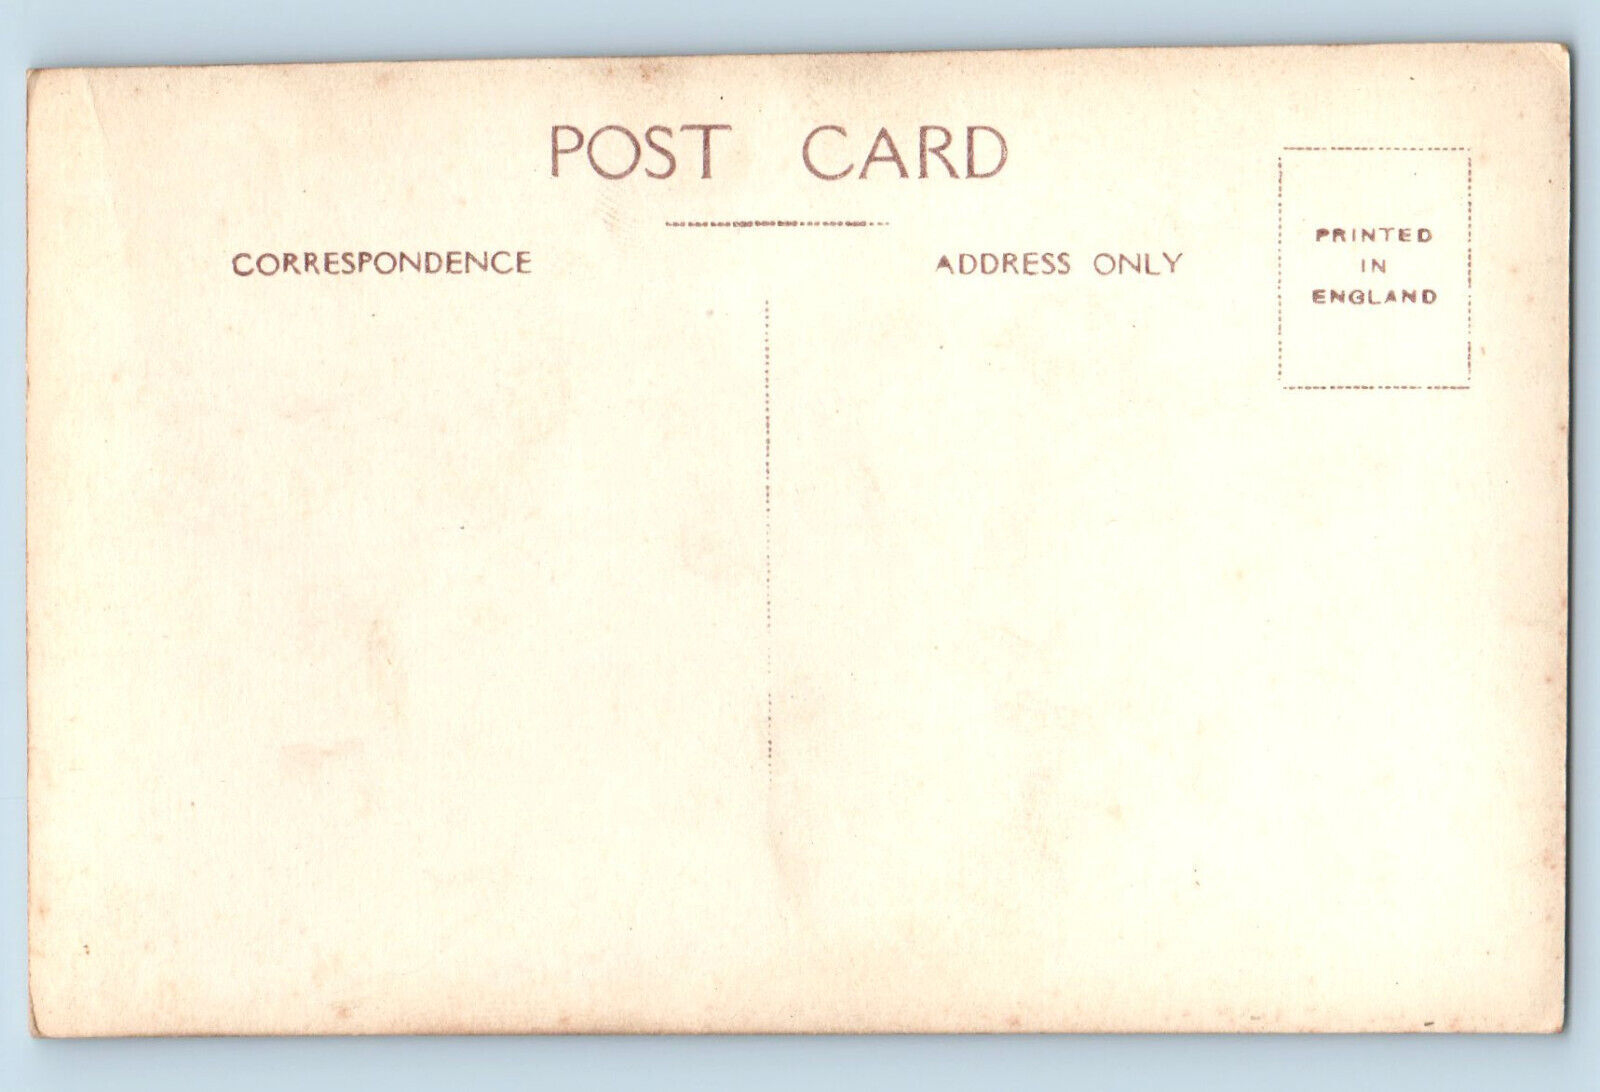 POST CARD
CORRESPONDENCE
ADDRESS ONLY
PRINTED
IN
ENGLAND